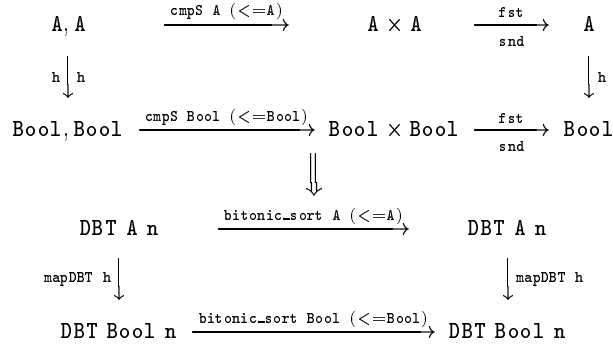 cmpS A (<=A) fst
A, A A × A A
snd
h h h
cmpS Bool (<=Bool) fst
Bool, Bool Bool × Bool Bool
snd
bitonic_sort A (<=A)
DBT A n DBT A n
mapDBT h mapDBT h
bitonic_sort Bool (<=Bool)
DBT Bool n DBT Bool n